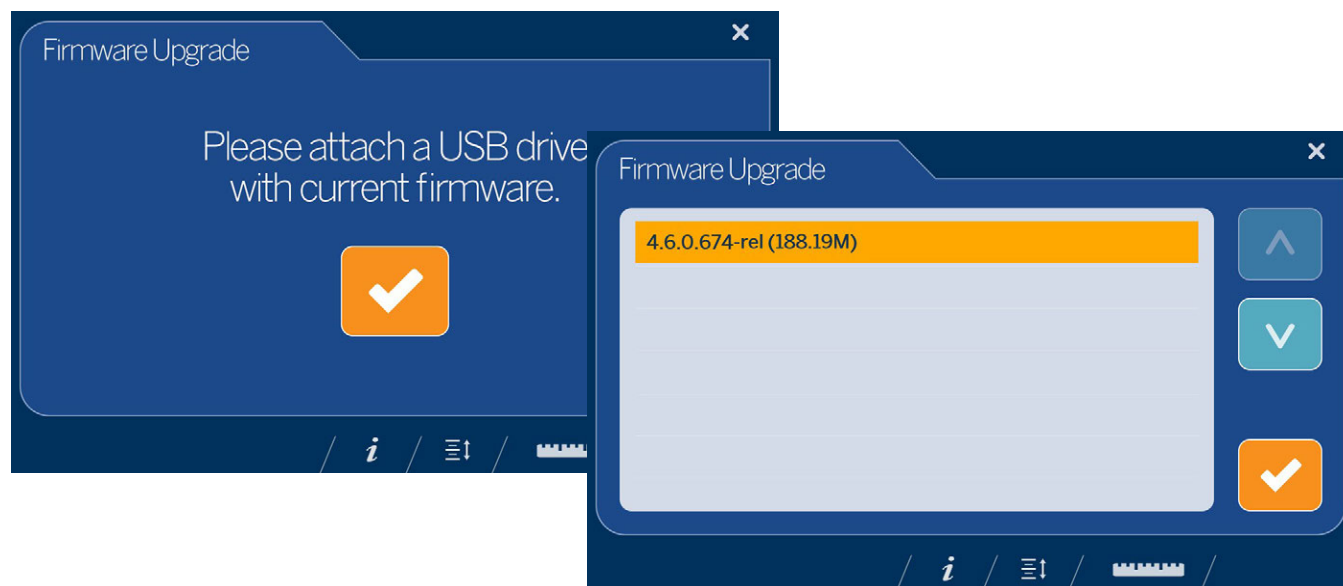 Firmware Upgrade
Please attach a USB drive
with current firmware.
i
Firmware Upgrade
4.6.0.674-rel (188.19M)
i